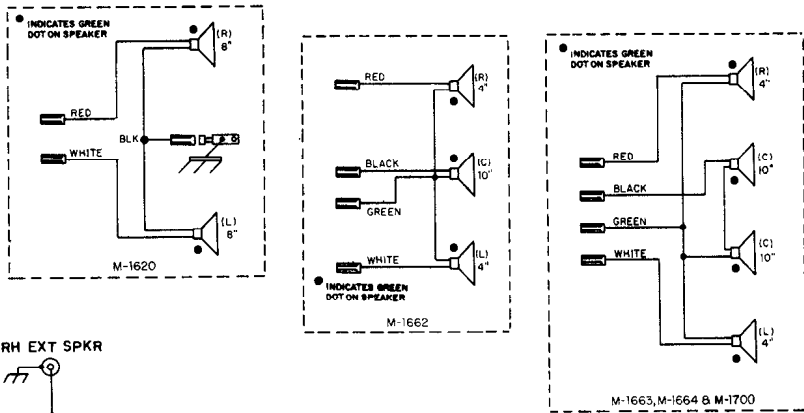 INDICATES GREEN
DOT ON SPEAKER
(R)
8"
RED
BLK
WHITE
(L)
8"
M-1620
RED
(R)
4"
BLACK
(C)
10"
GREEN
WHITE
(L)
4"
INDICATES GREEN
DOT ON SPEAKER
M-1662
INDICATES GREEN
DOT ON SPEAKER
(R)
4"
RED
(C)
10"
BLACK
GREEN
(C)
10"
WHITE
(L)
4"
M-1663, M-1664 & M-1700
RH EXT SPKR